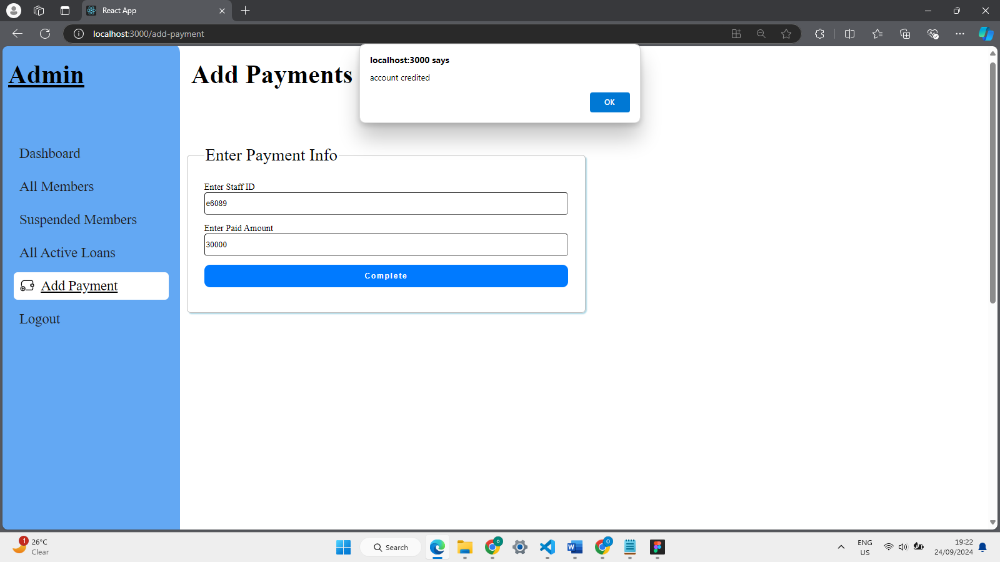 React App
localhost:3000/add-payment
localhost:3000 says
account credited
OK
Admin
Dashboard
All Members
Suspended Members
All Active Loans
Add Payment
Logout
Add Payments
Enter Payment Info
Enter Staff ID
e6089
Enter Paid Amount
30000
Complete
1
26°C
Clear
Search
0
0
ENG
US
19:22
24/09/2024